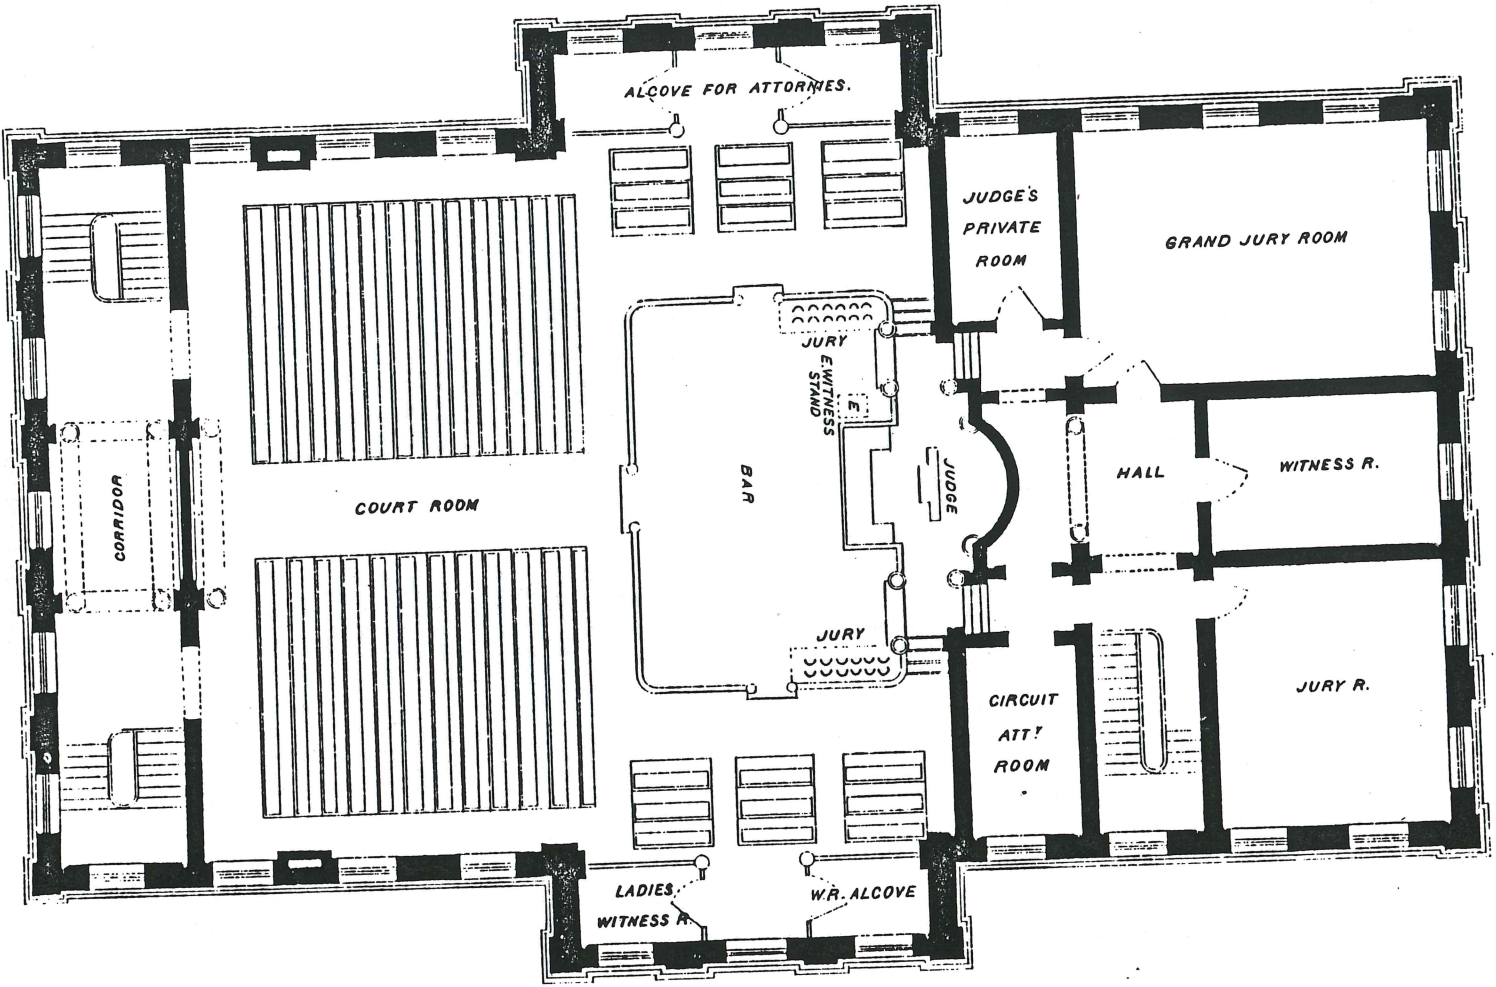 ALCOVE FOR ATTORNIES.
JUDGE'S
PRIVATE
ROOM
GRAND JURY ROOM
JURY
E.WITNESS
STAND
E
BAR
JUDGE
HALL
WITNESS R.
CORRIDOR
COURT ROOM
JURY
CIRCUIT
ATTY
ROOM
JURY R.
LADIES
WITNESS R.
W.R. ALCOVE